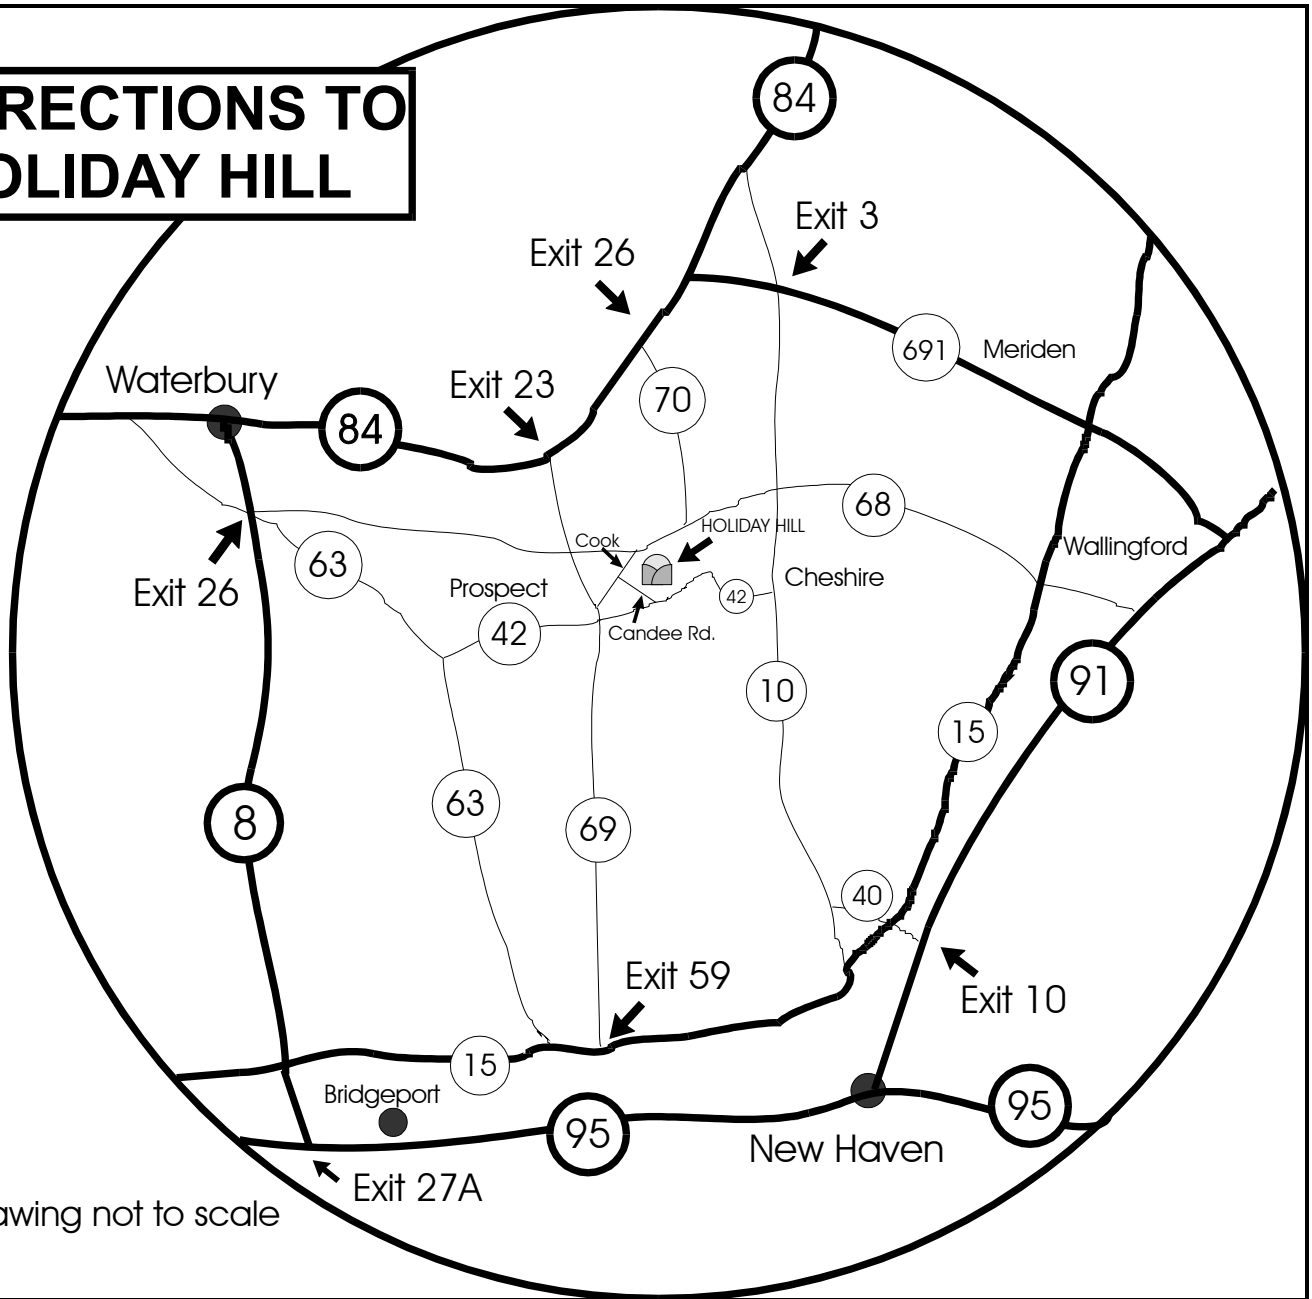 RECTIONS TO
OLIDAY HILL
84
Exit 3
Exit 26
691
Meriden
Waterbury
Exit 23
70
84
68
HOLIDAY HILL
Cook
Wallingford
63
Exit 26
Prospect
Cheshire
42
42
Candee Rd.
10
91
15
63
8
69
40
Exit 59
Exit 10
15
Bridgeport
95
95
New Haven
Exit 27A
awing not to scale